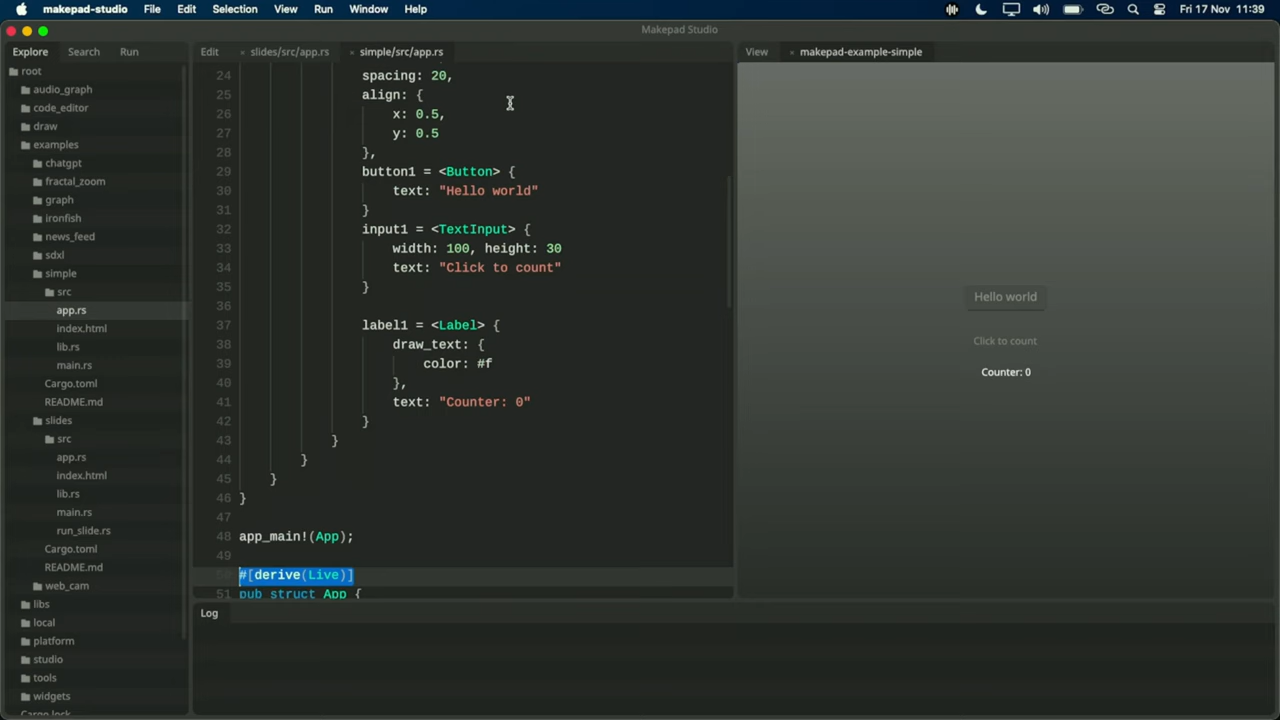 makepad-studio File Edit Selection View Run Window Help Fri 17 Nov 11:39
Makepad Studio
Explore Search Run
root
audio_graph
code_editor
draw
examples
chatgpt
fractal_zoom
graph
ironfish
news_feed
sdxl
simple
src
app.rs
index.html
lib.rs
main.rs
Cargo.toml
README.md
slides
src
app.rs
index.html
lib.rs
main.rs
run_slide.rs
Cargo.toml
README.md
web_cam
libs
local
platform
studio
tools
widgets
Cargo.lock
Edit × slides/src/app.rs × simple/src/app.rs
24 spacing: 20,
25 align: {
26 x: 0.5,
27 y: 0.5
28 },
29 button1 = <Button> {
30 text: "Hello world"
31 }
32 input1 = <TextInput> {
33 width: 100, height: 30
34 text: "Click to count"
35 }
36
37 label1 = <Label> {
38 draw_text: {
39 color: #f
40 },
41 text: "Counter: 0"
42 }
43 }
44 }
45 }
46 }
47
48 app_main!(App);
49
50 #[derive(Live)]
51 pub struct App {
View × makepad-example-simple
Hello world
Click to count
Counter: 0
Log